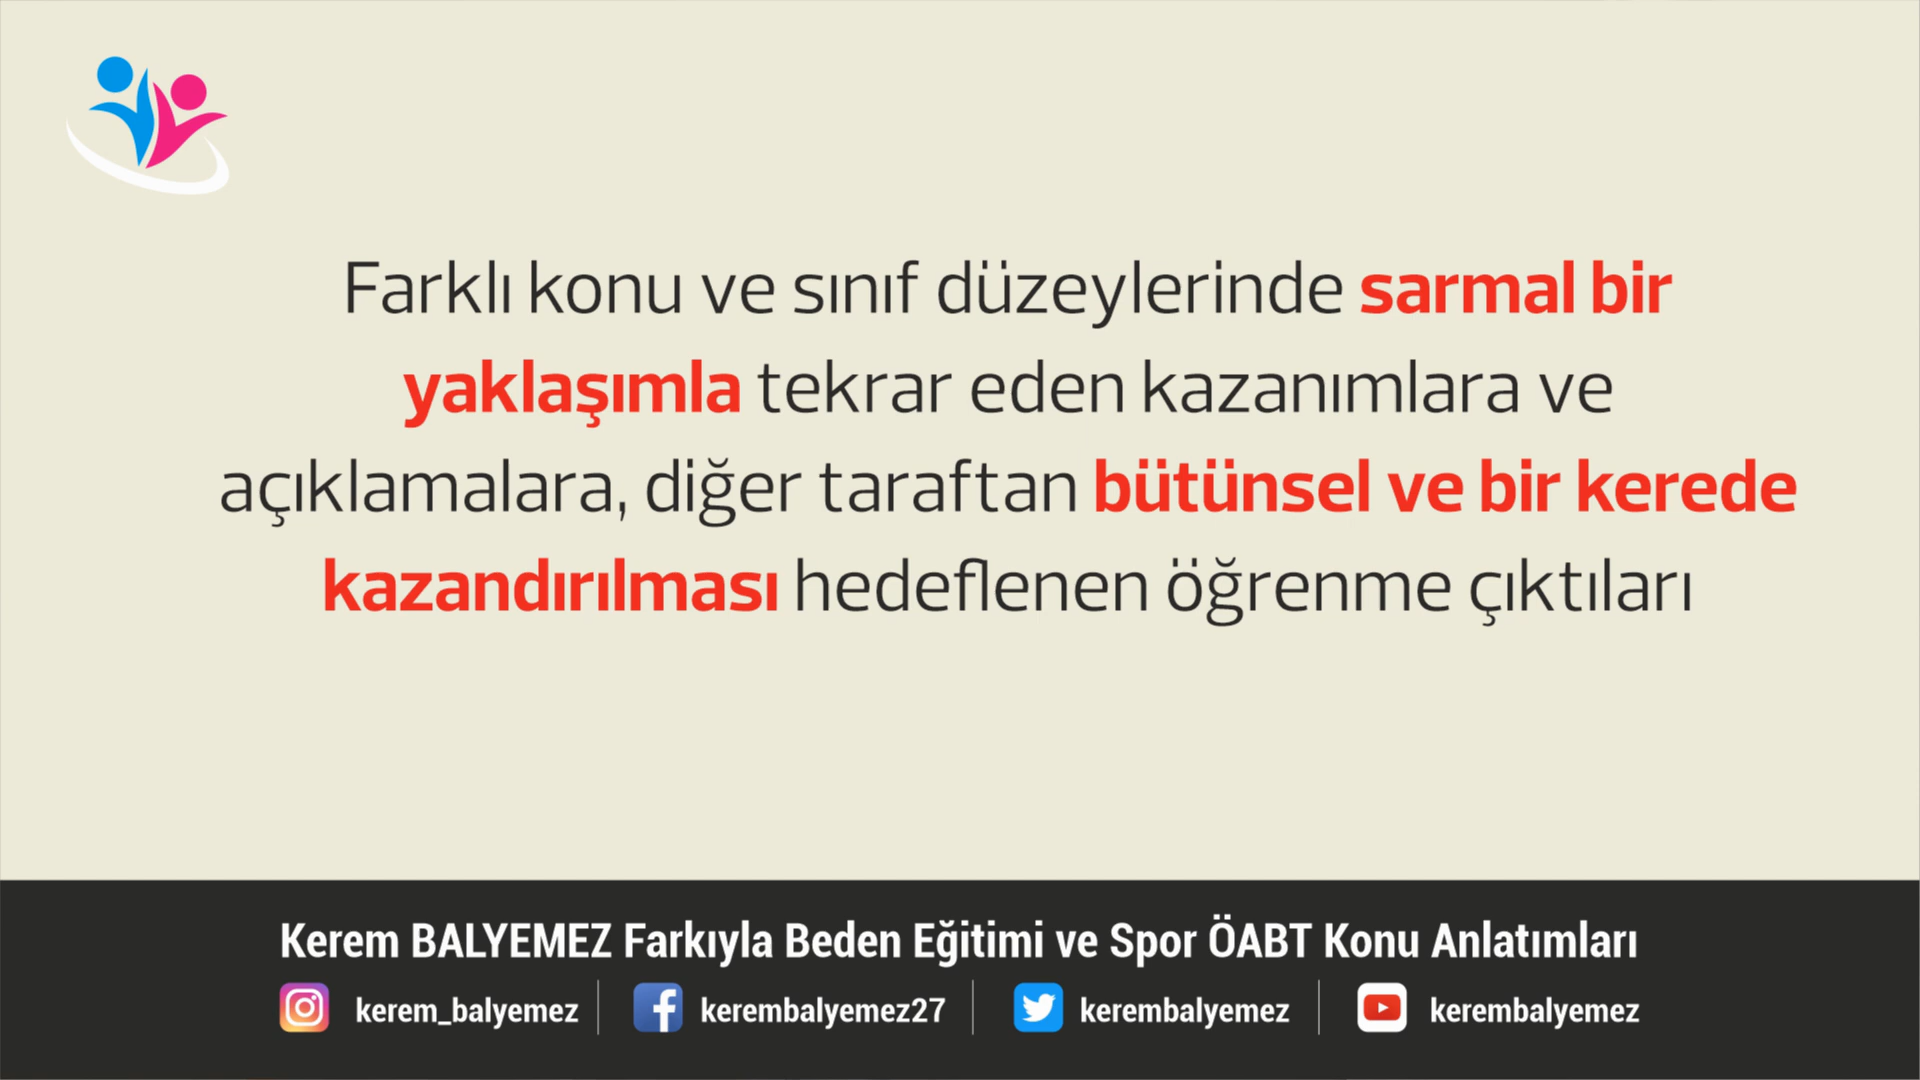 Farklı konu ve sınıf düzeylerinde sarmal bir
yaklaşımla tekrar eden kazanımlara ve
açıklamalara, diğer taraftan bütünsel ve bir kerede
kazandırılması hedeflenen öğrenme çıktıları
Kerem BALYEMEZ Farkıyla Beden Eğitimi ve Spor ÖABT Konu Anlatımları
kerem_balyemez kerembalyemez27 kerembalyemez kerembalyemez